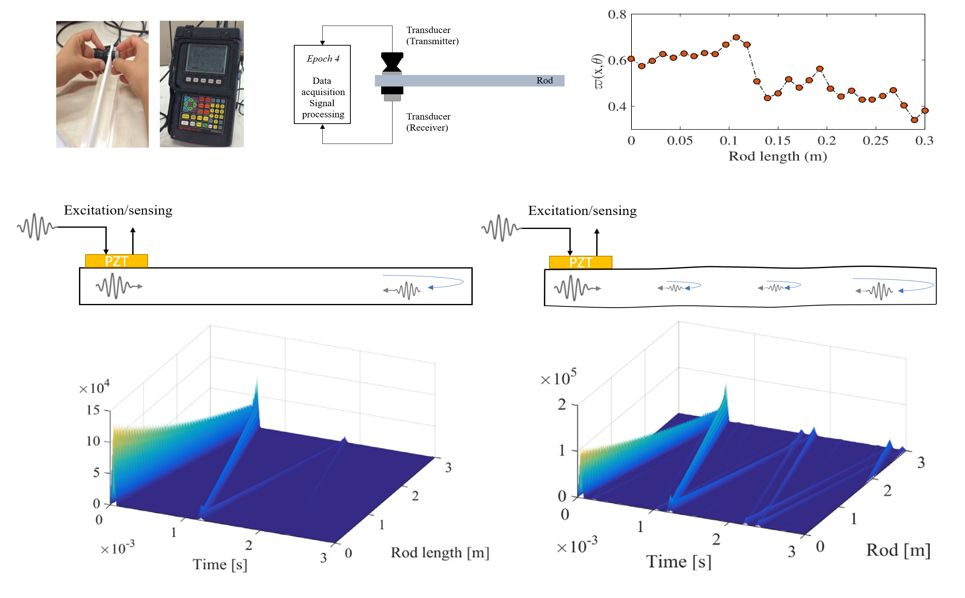 Transducer
(Transmitter)
Epoch 4
Data
acquisition
Signal
processing
Rod
Transducer
(Receiver)
0.8
0.6
0.4
ϖ(x,θ)
0
0.05
0.1
0.15
0.2
0.25
0.3
Rod length (m)
Excitation/sensing
PZT
Excitation/sensing
PZT
×10⁴
15
10
5
0
0
1
2
3
×10⁻³
Time [s]
0
1
2
3
Rod length [m]
×10⁵
2
1
0
0
1
2
3
×10⁻³
Time [s]
0
1
2
3
Rod [m]